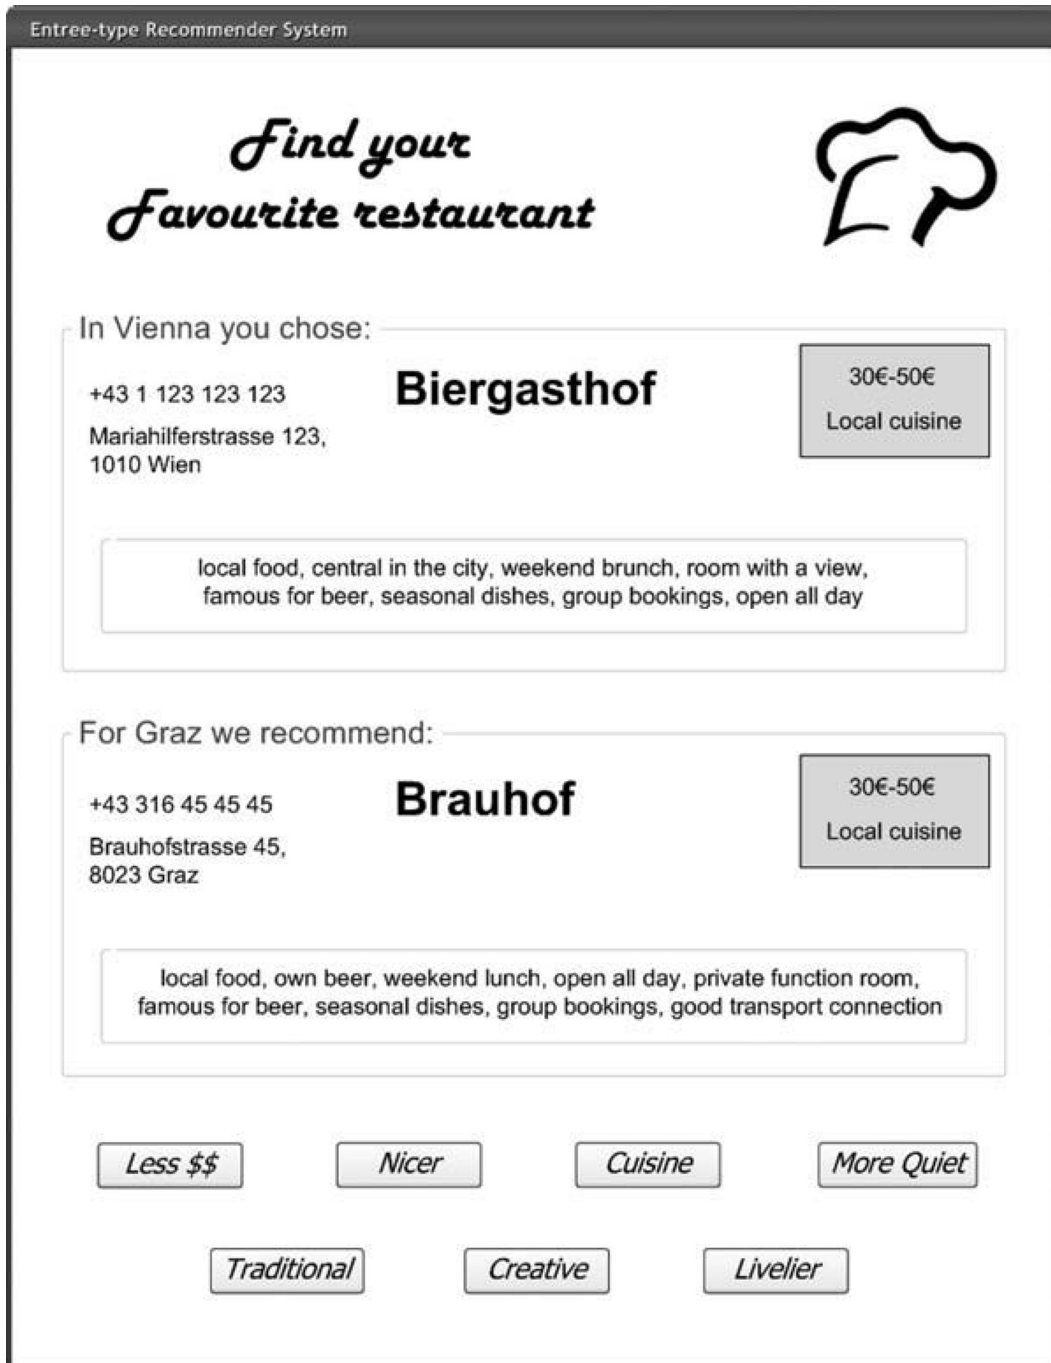 Entree-type Recommender System
Find your
Favourite restaurant
In Vienna you chose:
+43 1 123 123 123
Mariahilferstrasse 123,
1010 Wien
Biergasthof
30€-50€
Local cuisine
local food, central in the city, weekend brunch, room with a view,
famous for beer, seasonal dishes, group bookings, open all day
For Graz we recommend:
+43 316 45 45 45
Brauhofstrasse 45,
8023 Graz
Brauhof
30€-50€
Local cuisine
local food, own beer, weekend lunch, open all day, private function room,
famous for beer, seasonal dishes, group bookings, good transport connection
Less $$
Nicer
Cuisine
More Quiet
Traditional
Creative
Livelier